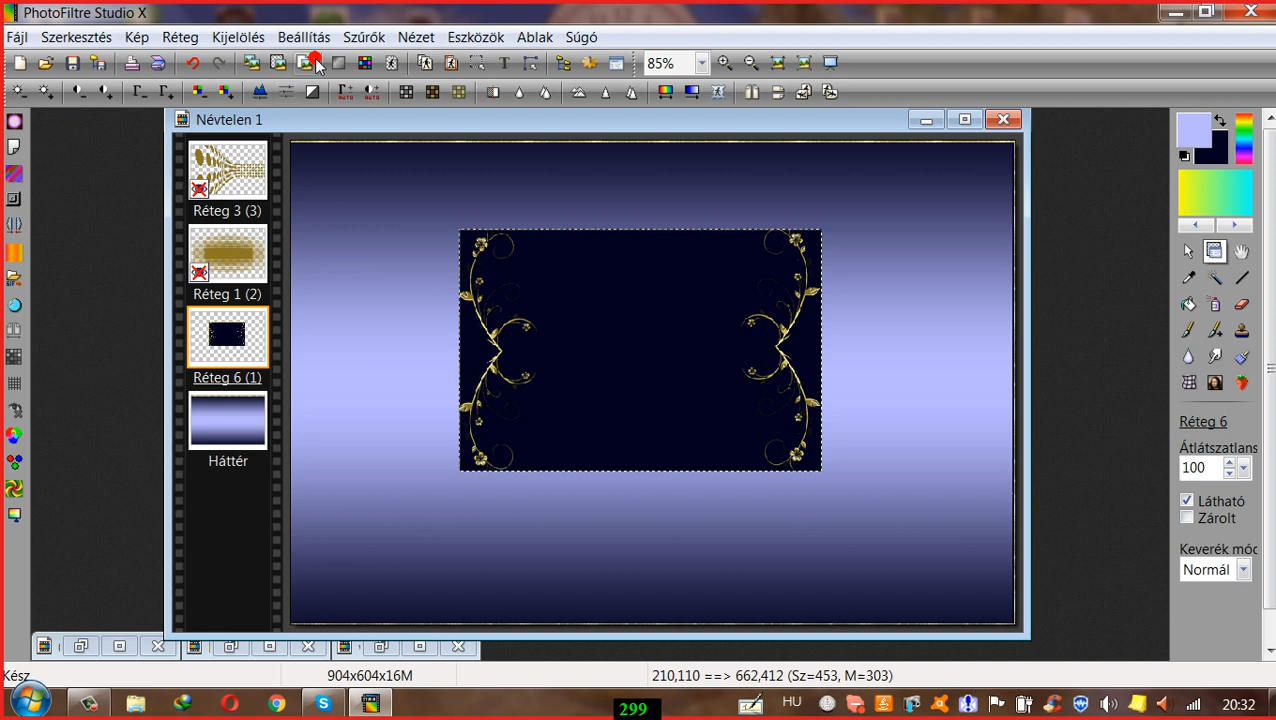 PhotoFiltre Studio X
Fájl Szerkesztés Kép Réteg Kijelölés Beállítás Szűrők Nézet Eszközök Ablak Súgó
85%
Névtelen 1
Réteg 3 (3)
Réteg 1 (2)
Réteg 6 (1)
Háttér
Réteg 6
Átlátszatlans
100
Látható
Zárolt
Keverék móc
Normál
Kész 904x604x16M 210,110 ==> 662,412 (Sz=453, M=303)
HU 20:32
299